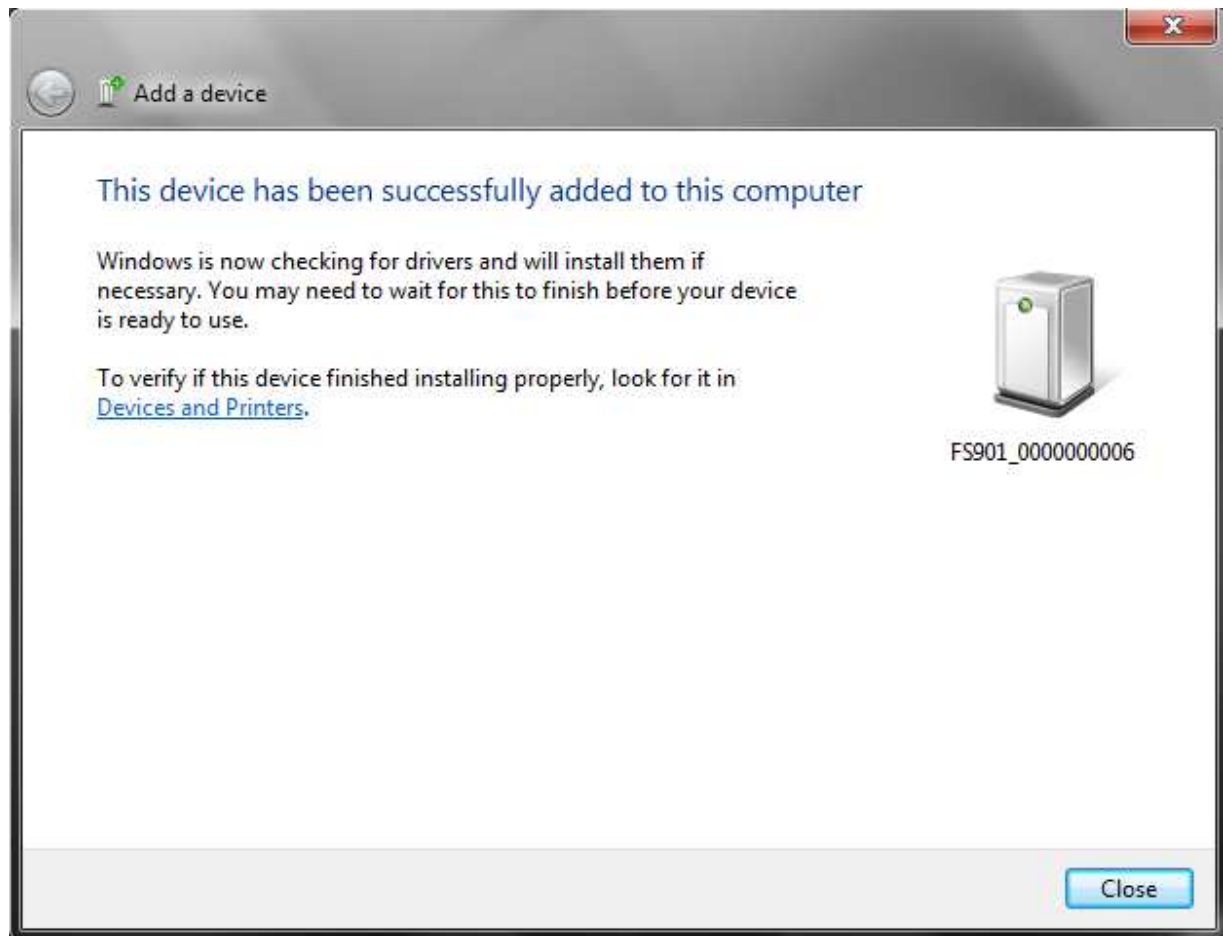 Add a device
This device has been successfully added to this computer
Windows is now checking for drivers and will install them if
necessary. You may need to wait for this to finish before your device
is ready to use.
To verify if this device finished installing properly, look for it in
Devices and Printers.
FS901_0000000006
Close